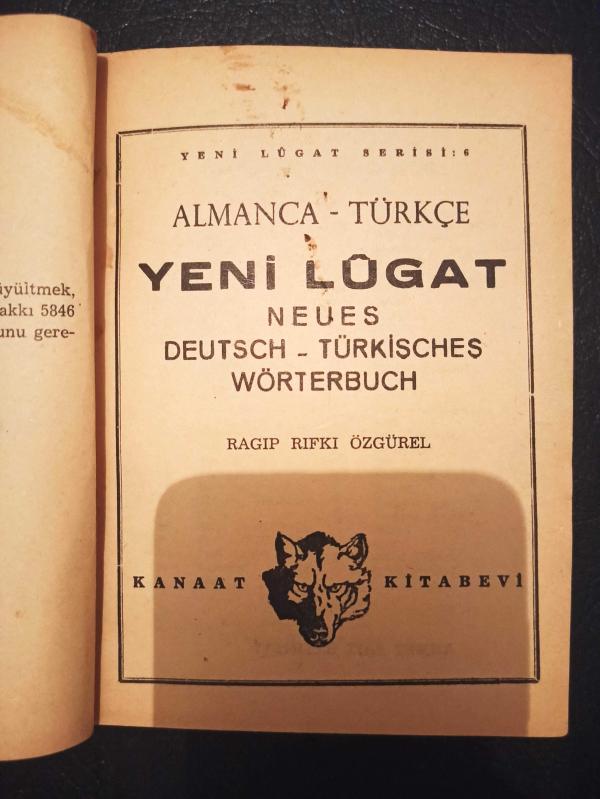 üyültmek,
akkı 5846
unu gere-
YENİ LÛGAT SERİSİ: 6
ALMANCA - TÜRKÇE
YENİ LÛGAT
NEUES
DEUTSCH - TÜRKİSCHEŞ
WÖRTERBUCH
RAGIP RIFKI ÖZGÜREL
KANAAT KİTABEVİ